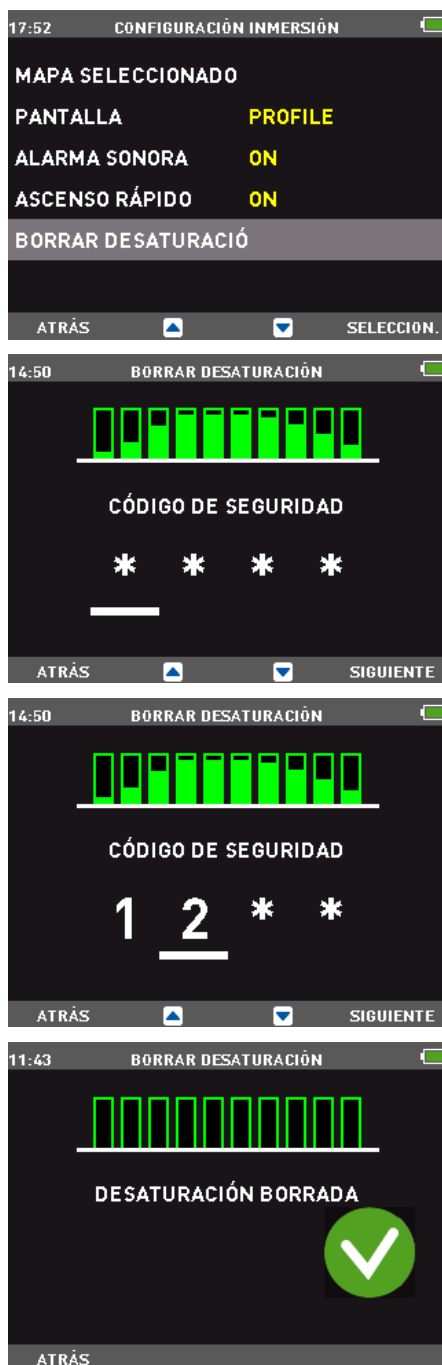 17:52 CONFIGURACIÓN INMERSIÓN
MAPA SELECCIONADO
PANTALLA PROFILE
ALARMA SONORA ON
ASCENSO RÁPIDO ON
BORRAR DESATURACIÓ
ATRÁS SELECCION.
14:50 BORRAR DESATURACIÓN
CÓDIGO DE SEGURIDAD
* * * *
ATRÁS SIGUIENTE
14:50 BORRAR DESATURACIÓN
CÓDIGO DE SEGURIDAD
1 2 * *
ATRÁS SIGUIENTE
11:43 BORRAR DESATURACIÓN
DESATURACIÓN BORRADA
ATRÁS